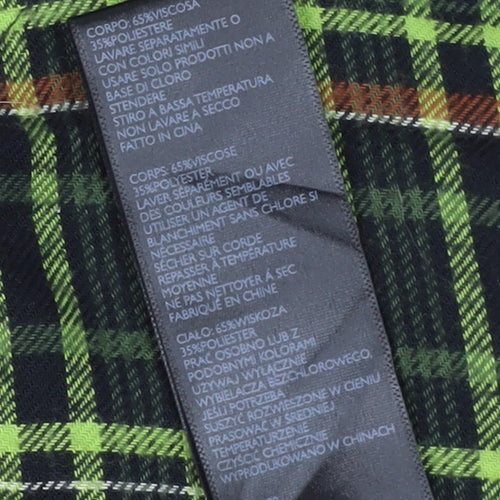 CORPO: 65%VISCOSA
35%POLIESTERE
LAVARE SEPARATAMENTE O
CON COLORI SIMILI
USARE SOLO PRODOTTI NON A
BASE DI CLORO
STENDERE
STIRO A BASSA TEMPERATURA
NON LAVARE A SECCO
FATTO IN CINA
CORPS: 65%VISCOSE
35%POLYESTER
LAVER SÉPARÉMENT OU AVEC
DES COULEURS SEMBLABLES
UTILISER UN AGENT DE
BLANCHIMENT SANS CHLORE SI
NÉCESSAIRE
SÉCHER SUR CORDE
REPASSER À TEMPÉRATURE
MOYENNE
NE PAS NETTOYER À SEC
FABRIQUÉ EN CHINE
CIAŁO: 65%WISKOZA
35%POLIESTER
PRAĆ OSOBNO LUB Z
PODOBNYMI KOLORAMI
UŻYWAJ WYŁĄCZNIE
WYBIELACZA BEZCHLOROWEGO,
JEŚLI POTRZEBA
SUSZYĆ ROZWIESZONE W CIENIU
PRASOWAĆ W ŚREDNIEJ
TEMPERATURZE
CZYŚCIĆ CHEMICZNIE
WYPRODUKOWANO W CHINACH